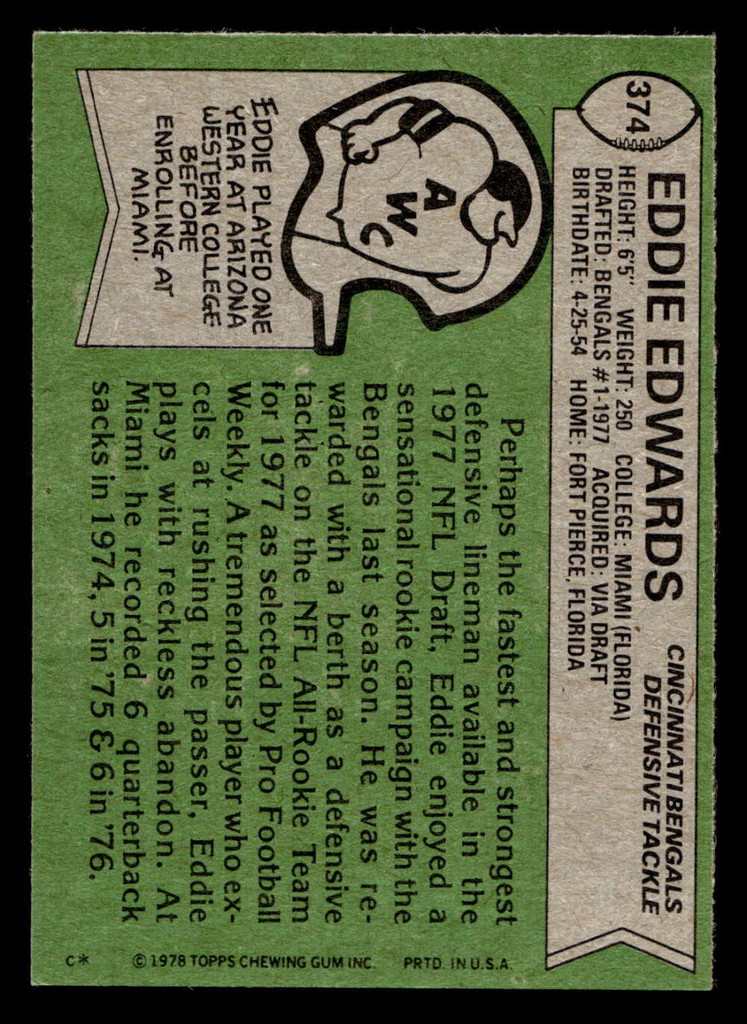 374
EDDIE EDWARDS
CINCINNATI BENGALS
DEFENSIVE TACKLE
HEIGHT: 6'5" WEIGHT: 250 COLLEGE: MIAMI (FLORIDA)
DRAFTED: BENGALS #1-1977 ACQUIRED: VIA DRAFT
BIRTHDATE: 4-25-54 HOME: FORT PIERCE, FLORIDA
AWC
EDDIE PLAYED ONE
YEAR AT ARIZONA
WESTERN COLLEGE
BEFORE
ENROLLING AT
MIAMI.
Perhaps the fastest and strongest
defensive lineman available in the
1977 NFL Draft, Eddie enjoyed a
sensational rookie campaign with the
Bengals last season. He was re-
warded with a berth as a defensive
tackle on the NFL All-Rookie Team
for 1977 as selected by Pro Football
Weekly. A tremendous player who ex-
cels at rushing the passer, Eddie
plays with reckless abandon. At
Miami he recorded 6 quarterback
sacks in 1974, 5 in '75 & 6 in '76.
C* © 1978 TOPPS CHEWING GUM INC. PRTD. IN U.S.A.